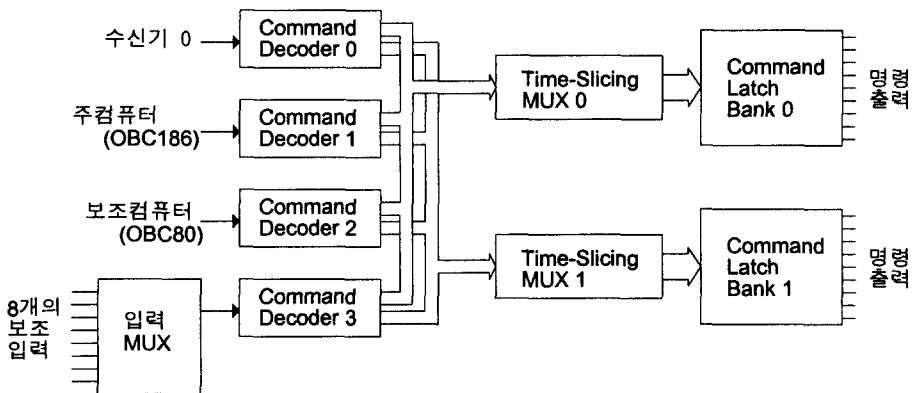 수신기 0
Command
Decoder 0
주컴퓨터
(OBC186)
Command
Decoder 1
보조컴퓨터
(OBC80)
Command
Decoder 2
8개의
보조
입력
입력
MUX
Command
Decoder 3
Time-Slicing
MUX 0
Command
Latch
Bank 0
명령
출력
Time-Slicing
MUX 1
Command
Latch
Bank 1
명령
출력